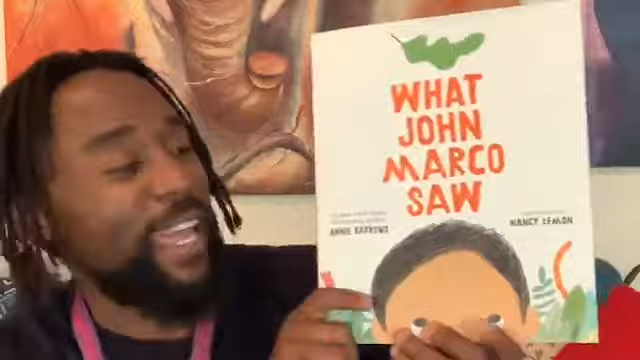 WHAT
JOHN
MARCO
SAW
ANNIE BARROWS
NANCY LEMON